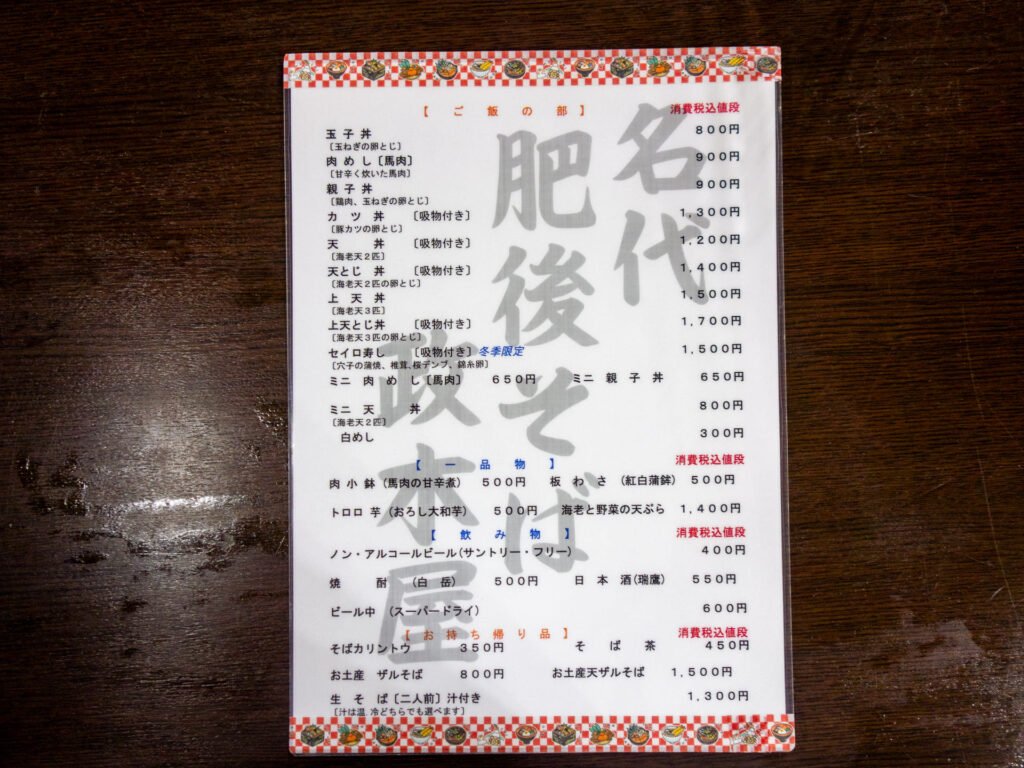 名代
肥後そば
政木屋
【ご飯の部】 消費税込値段
玉子丼 800円
〔玉ねぎの卵とじ〕
肉めし〔馬肉〕 900円
〔甘辛く炊いた馬肉〕
親子丼 900円
〔鶏肉、玉ねぎの卵とじ〕
カツ丼 〔吸物付き〕 1,300円
〔豚カツの卵とじ〕
天丼 〔吸物付き〕 1,200円
〔海老天2匹〕
天とじ丼 〔吸物付き〕 1,400円
〔海老天2匹の卵とじ〕
上天丼 1,500円
〔海老天3匹〕
上天とじ丼 〔吸物付き〕 1,700円
〔海老天3匹の卵とじ〕
セイロ寿し 〔吸物付き〕 冬季限定 1,500円
〔穴子の蒲焼、椎茸、桜デンブ、錦糸卵〕
ミニ肉めし〔馬肉〕 650円 ミニ親子丼 650円
ミニ天丼 800円
〔海老天2匹〕
白めし 300円
【一品物】 消費税込値段
肉小鉢(馬肉の甘辛煮) 500円 板わさ(紅白蒲鉾) 500円
トロロ芋(おろし大和芋) 500円 海老と野菜の天ぷら 1,400円
【飲み物】 消費税込値段
ノン・アルコールビール(サントリー・フリー) 400円
焼酎(白岳) 500円 日本酒(瑞鷹) 550円
ビール中(スーパードライ) 600円
【お持ち帰り品】 消費税込値段
そばカリントウ 350円 そば茶 450円
お土産 ザルそば 800円 お土産天ザルそば 1,500円
生そば〔二人前〕汁付き 1,300円
〔汁は温、冷どちらでも選べます〕